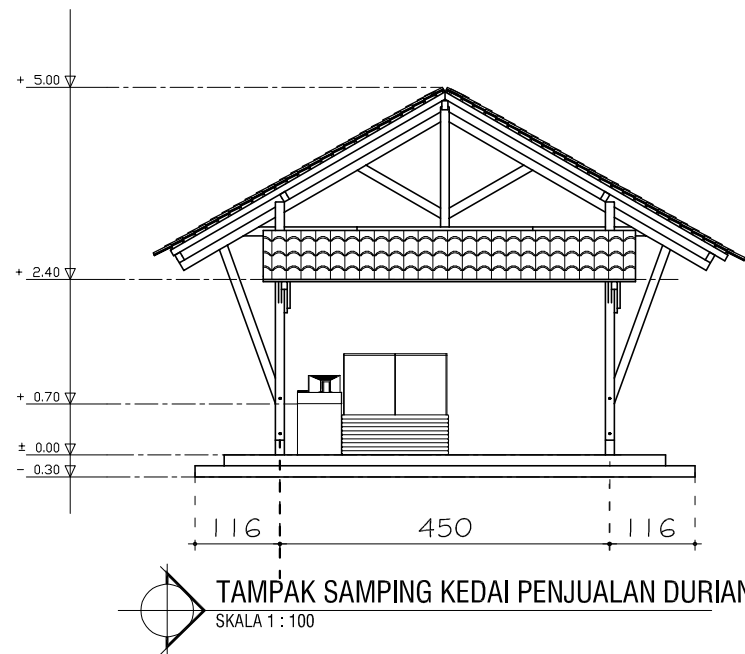 + 5.00
+ 2.40
+ 0.70
± 0.00
- 0.30
116 450 116
TAMPAK SAMPING KEDAI PENJUALAN DURIAN
SKALA 1 : 100